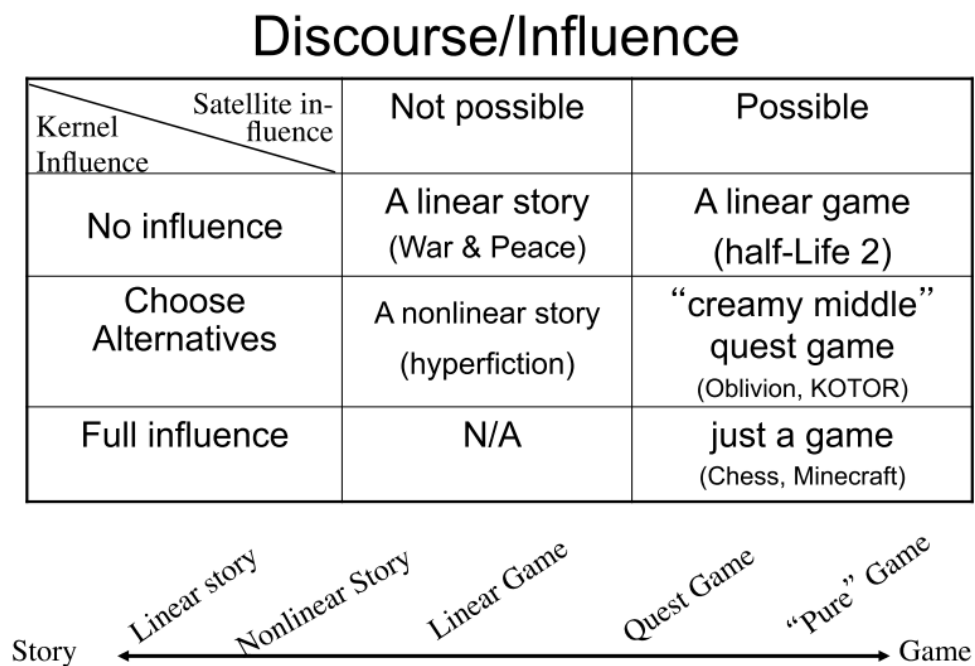 Discourse/Influence
Satellite in-
fluence
Kernel
Influence
Not possible
Possible
No influence
A linear story
(War & Peace)
A linear game
(half-Life 2)
Choose
Alternatives
A nonlinear story
(hyperfiction)
“creamy middle”
quest game
(Oblivion, KOTOR)
Full influence
N/A
just a game
(Chess, Minecraft)
Linear story
Nonlinear Story
Linear Game
Quest Game
“Pure” Game
Story
Game